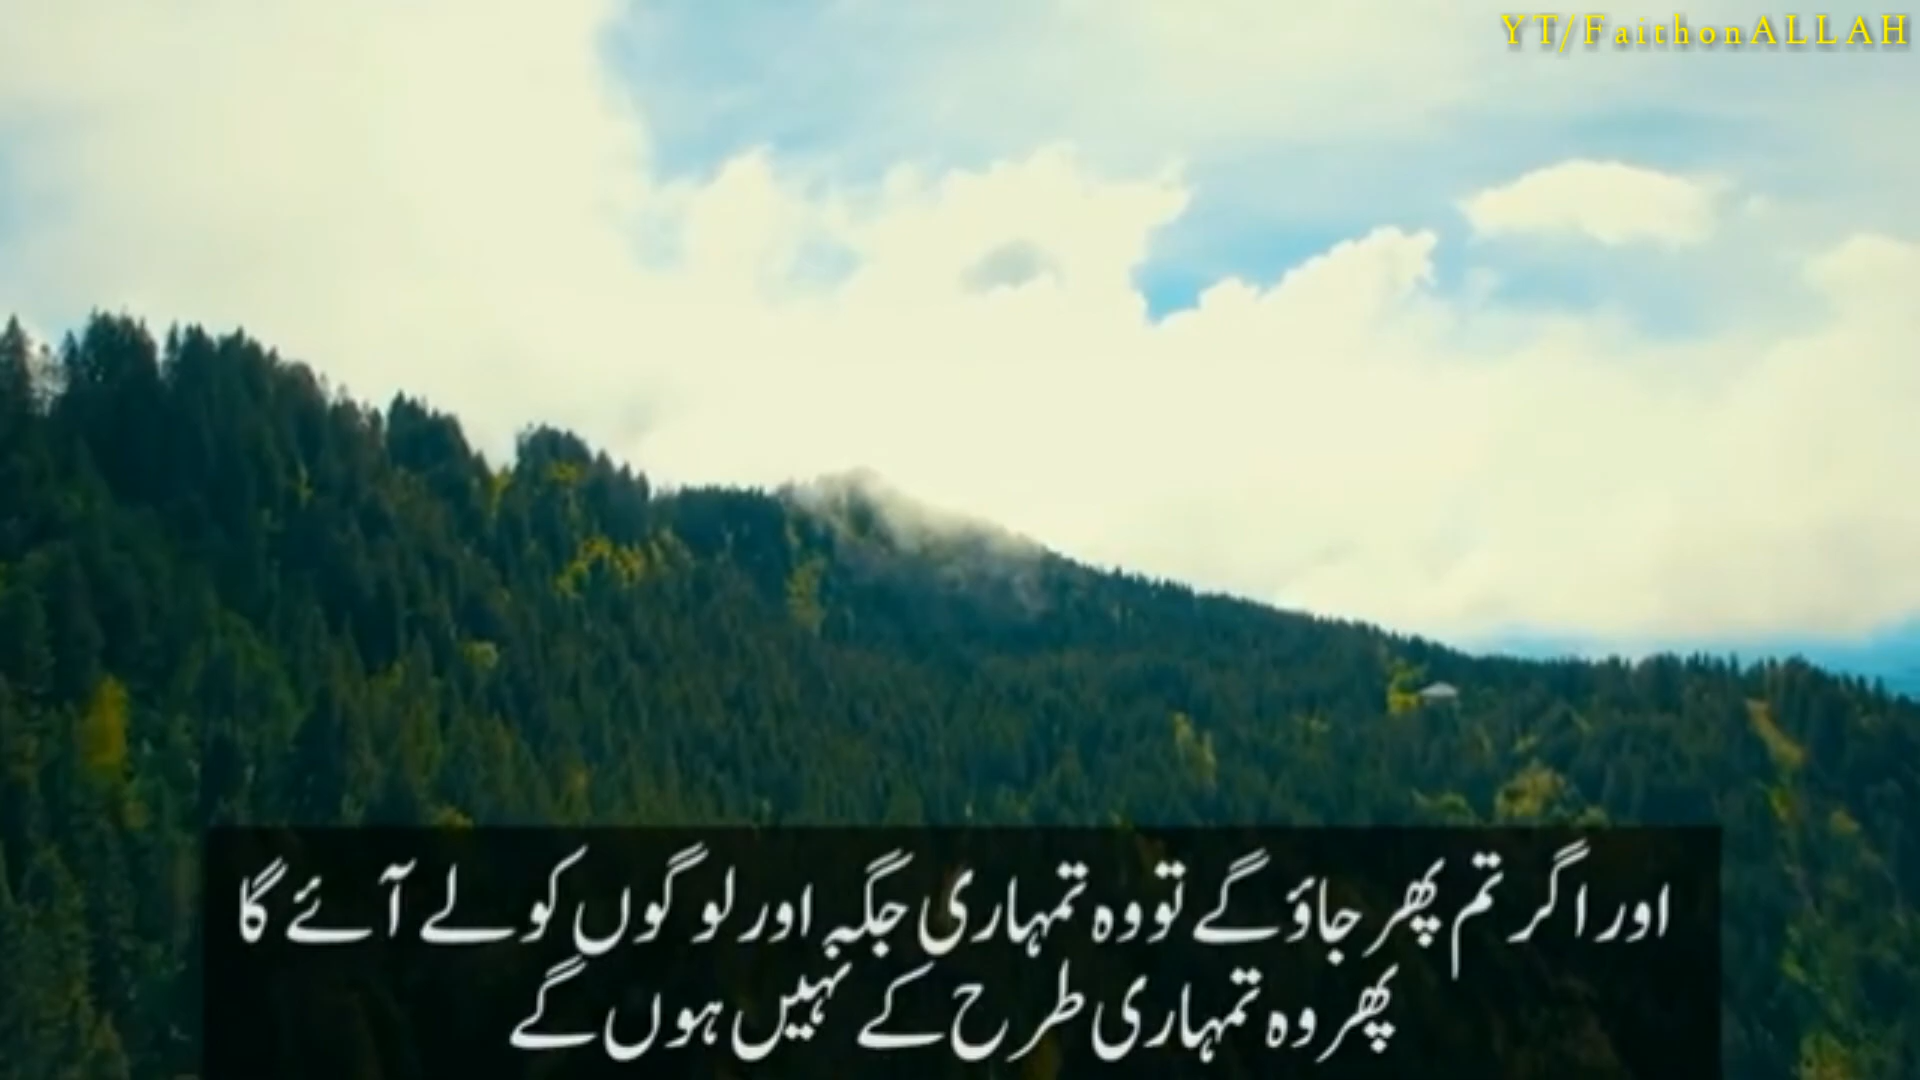 YT/FaithonALLAH
اور اگر تم پھر جاؤ گے تو وہ تمہاری جگہ اور لوگوں کو لے آئے گا
پھر وہ تمہاری طرح کے نہیں ہوں گے